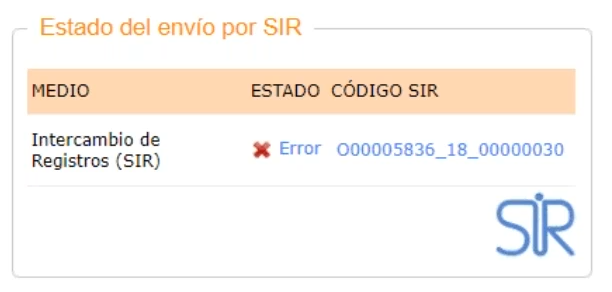 Estado del envío por SIR
MEDIO ESTADO CÓDIGO SIR
Intercambio de
Registros (SIR)
Error O00005836_18_00000030
SIR